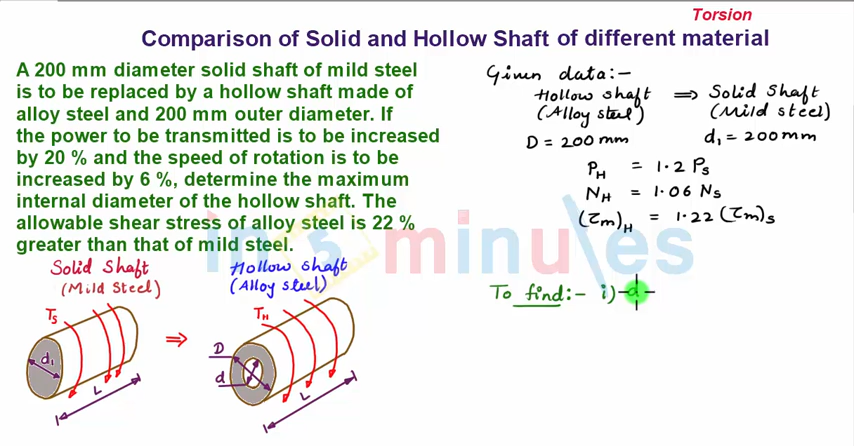 Torsion
Comparison of Solid and Hollow Shaft of different material
A 200 mm diameter solid shaft of mild steel
is to be replaced by a hollow shaft made of
alloy steel and 200 mm outer diameter. If
the power to be transmitted is to be increased
by 20 % and the speed of rotation is to be
increased by 6 %, determine the maximum
internal diameter of the hollow shaft. The
allowable shear stress of alloy steel is 22 %
greater than that of mild steel.
Given data:-
Hollow shaft ⇒ Solid Shaft
(Alloy steel) (Mild steel)
D = 200 mm d₁ = 200 mm
P_H = 1.2 P_S
N_H = 1.06 N_S
(τm)_H = 1.22 (τm)_S
in 5 minutes
To find:- i) d
Solid Shaft
(Mild Steel)
T_S
d₁
L
⇒
Hollow shaft
(Alloy steel)
T_H
D
d
L